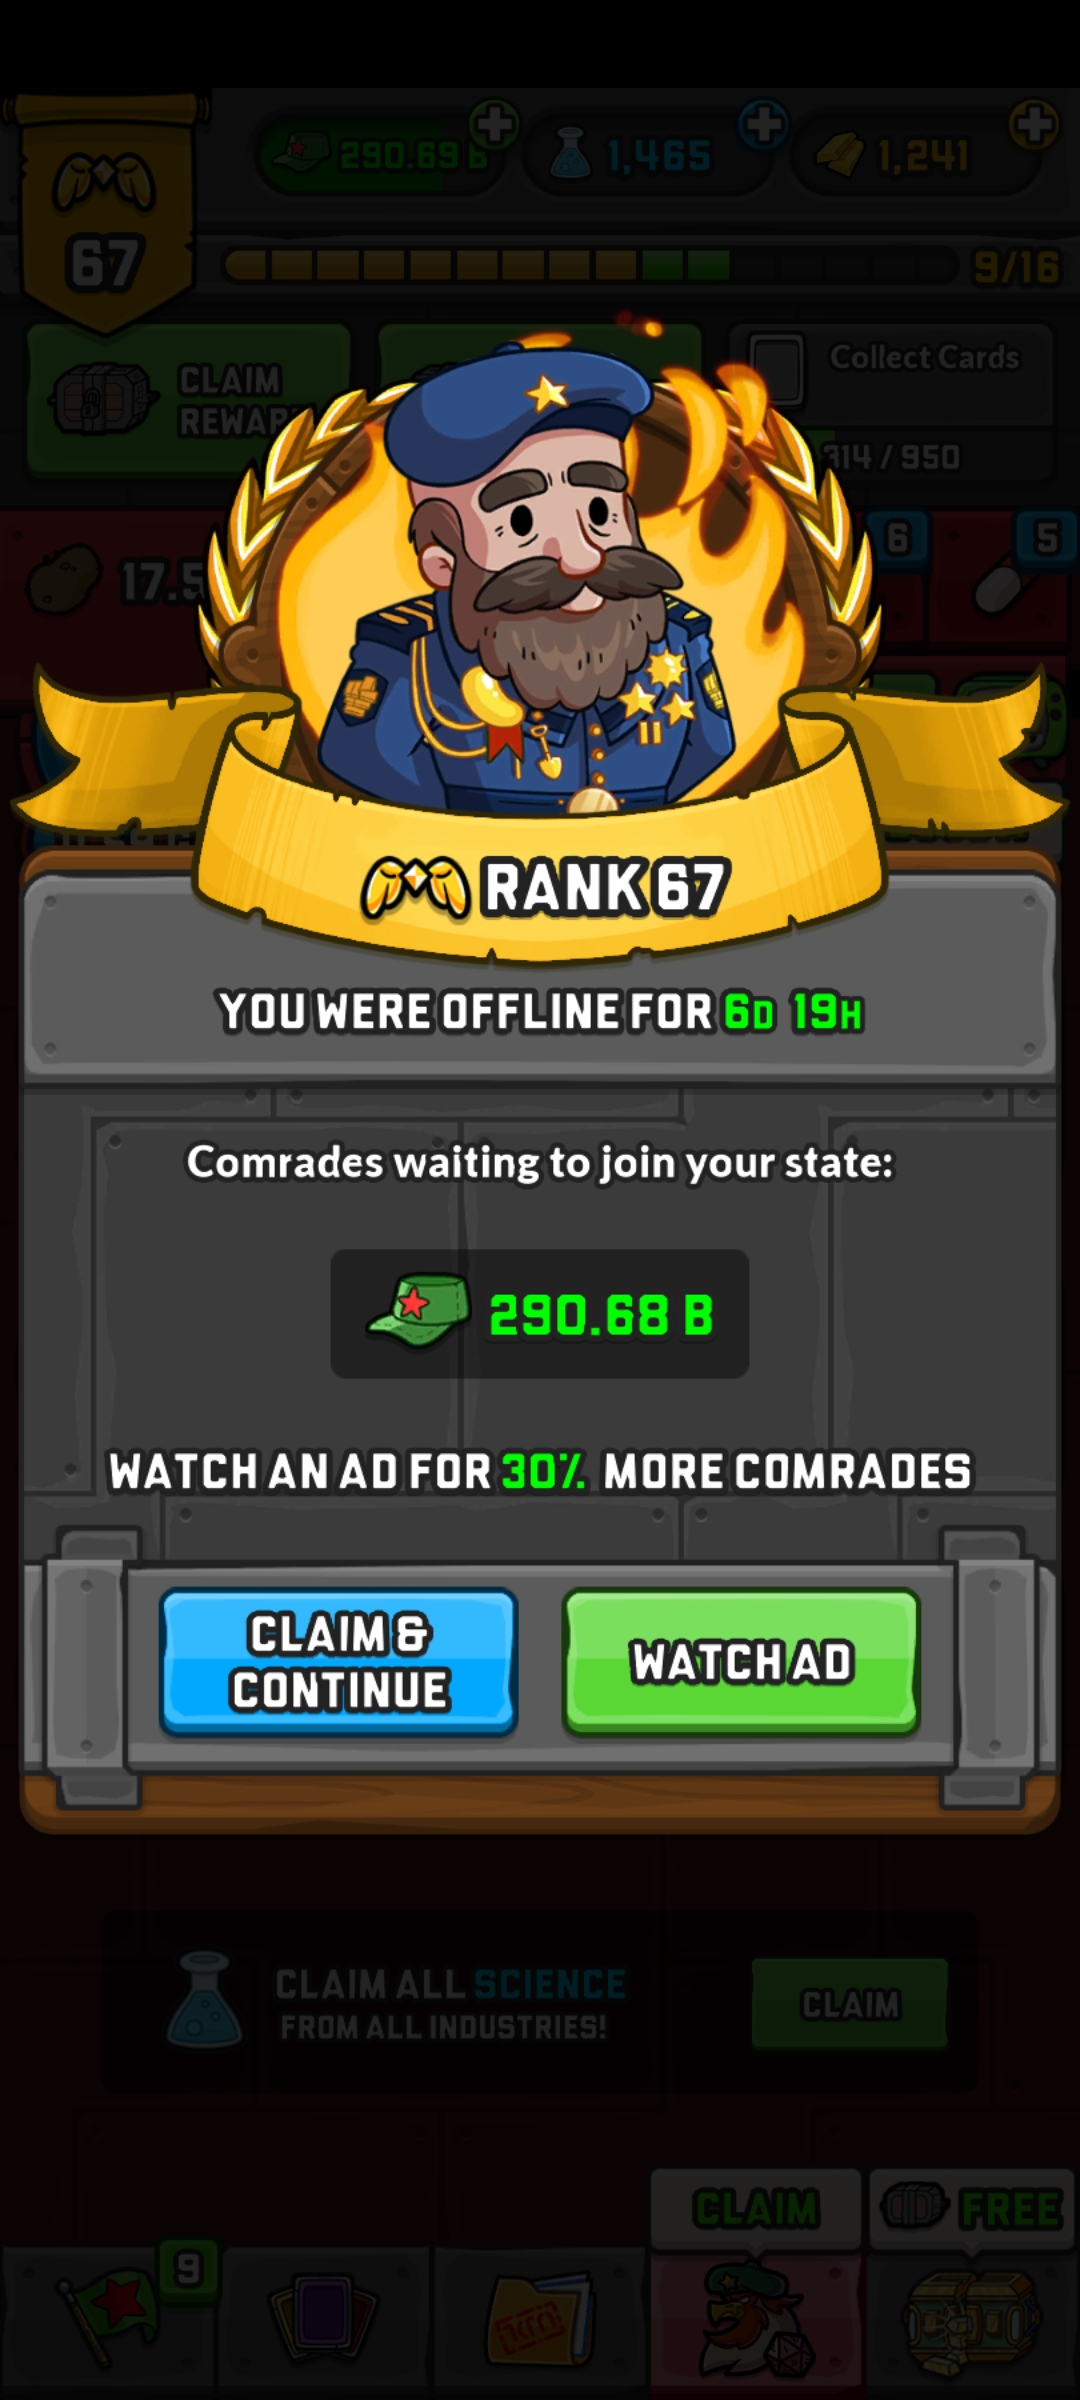 290.69 B
1,465
1,241
67
9/16
CLAIM
Collect Cards
314 / 950
6
5
RANK 67
YOU WERE OFFLINE FOR 6D 19H
Comrades waiting to join your state:
290.68 B
WATCH AN AD FOR 30% MORE COMRADES
CLAIM &
CONTINUE
WATCH AD
CLAIM ALL SCIENCE
FROM ALL INDUSTRIES!
CLAIM
CLAIM
FREE
9